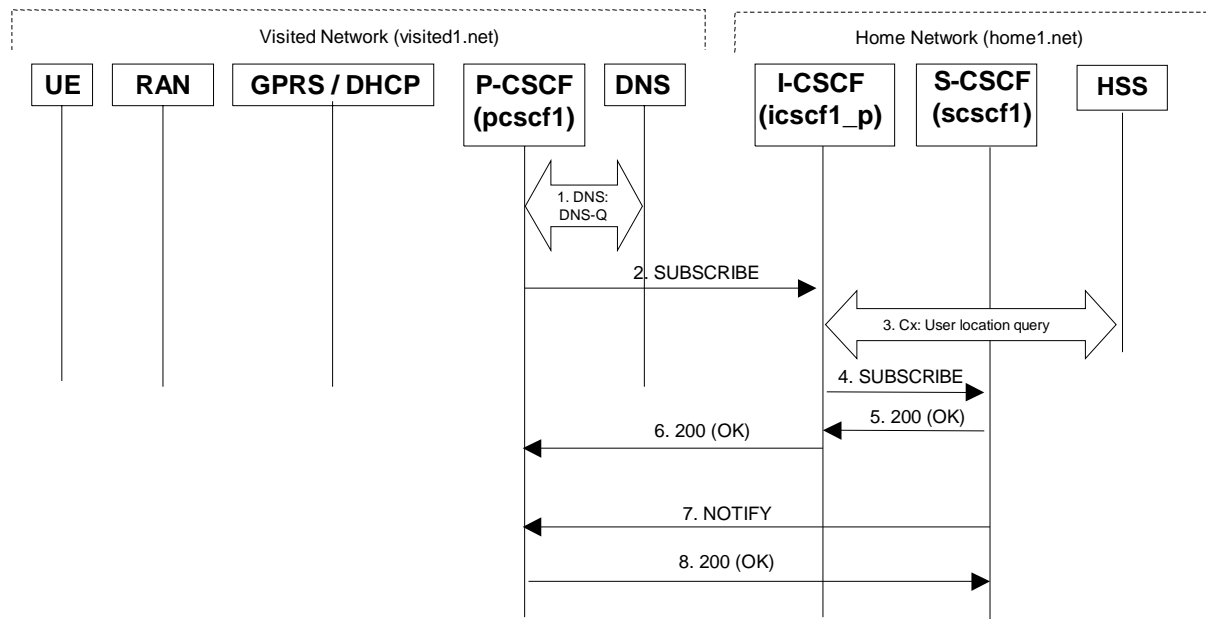 Visited Network (visited1.net)
Home Network (home1.net)
UE
RAN
GPRS / DHCP
P-CSCF
(pcscf1)
DNS
I-CSCF
(icscf1_p)
S-CSCF
(scscf1)
HSS
1. DNS:
DNS-Q
2. SUBSCRIBE
3. Cx: User location query
4. SUBSCRIBE
5. 200 (OK)
6. 200 (OK)
7. NOTIFY
8. 200 (OK)